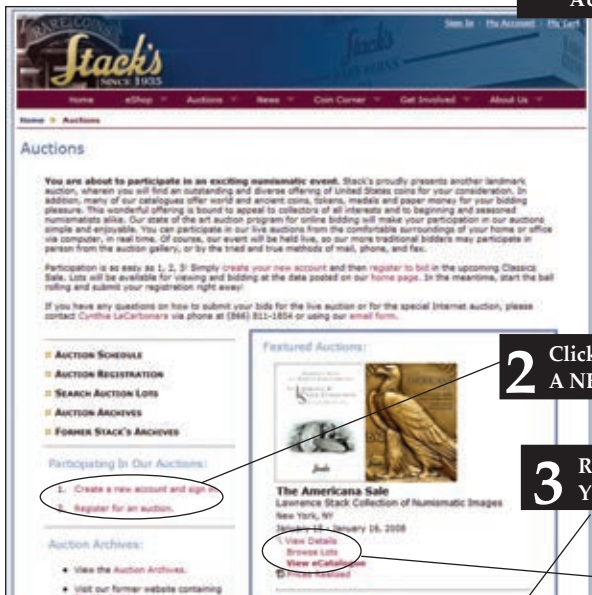 RARE COINS
Stack's
SINCE 1935
Sign In | My Account | My Cart
Home eShop Auctions News Coin Corner Get Involved About Us
Home Auctions
Auctions
You are about to participate in an exciting numismatic event. Stack's proudly presents another landmark
auction, wherein you will find an outstanding and diverse offering of United States coins for your consideration. In
addition, many of our catalogues offer world and ancient coins, tokens, medals and paper money for your bidding
pleasure. This wonderful offering is bound to appeal to collectors of all interests and to beginning and seasoned
numismatists alike. Our state of the art auction program for online bidding will make your participation in our auctions
simple and enjoyable. You can participate in our live auctions from the comfortable surroundings of your home or office
via computer, in real time. Of course, our event will be held live, so our more traditional bidders may participate in
person from the auction gallery, or by the tried and true methods of mail, phone, and fax.
Participation is as easy as 1, 2, 3! Simply create your new account and then register to bid in the upcoming Classics
Sale. Lots will be available for viewing and bidding at the date posted on our home page. In the meantime, start the ball
rolling and submit your registration right away!
If you have any questions on how to submit your bids for the live auction or for the special Internet auction, please
contact Cynthia LaCarbonara via phone at (866) 811-1804 or using our email form.
AUCTION SCHEDULE
AUCTION REGISTRATION
SEARCH AUCTION LOTS
AUCTION ARCHIVES
FORMER STACK'S ARCHIVES
Participating In Our Auctions:
1. Create a new account and sign in.
2. Register for an auction.
Auction Archives:
• View the Auction Archives.
• Visit our former website containing
Featured Auctions:
The Americana Sale
Lawrence Stack Collection of Numismatic Images
New York, NY
January 15 - January 16, 2008
View Details
Browse Lots
View eCatalogue
Prices Realized
2 Click
A NE
3 R
Y